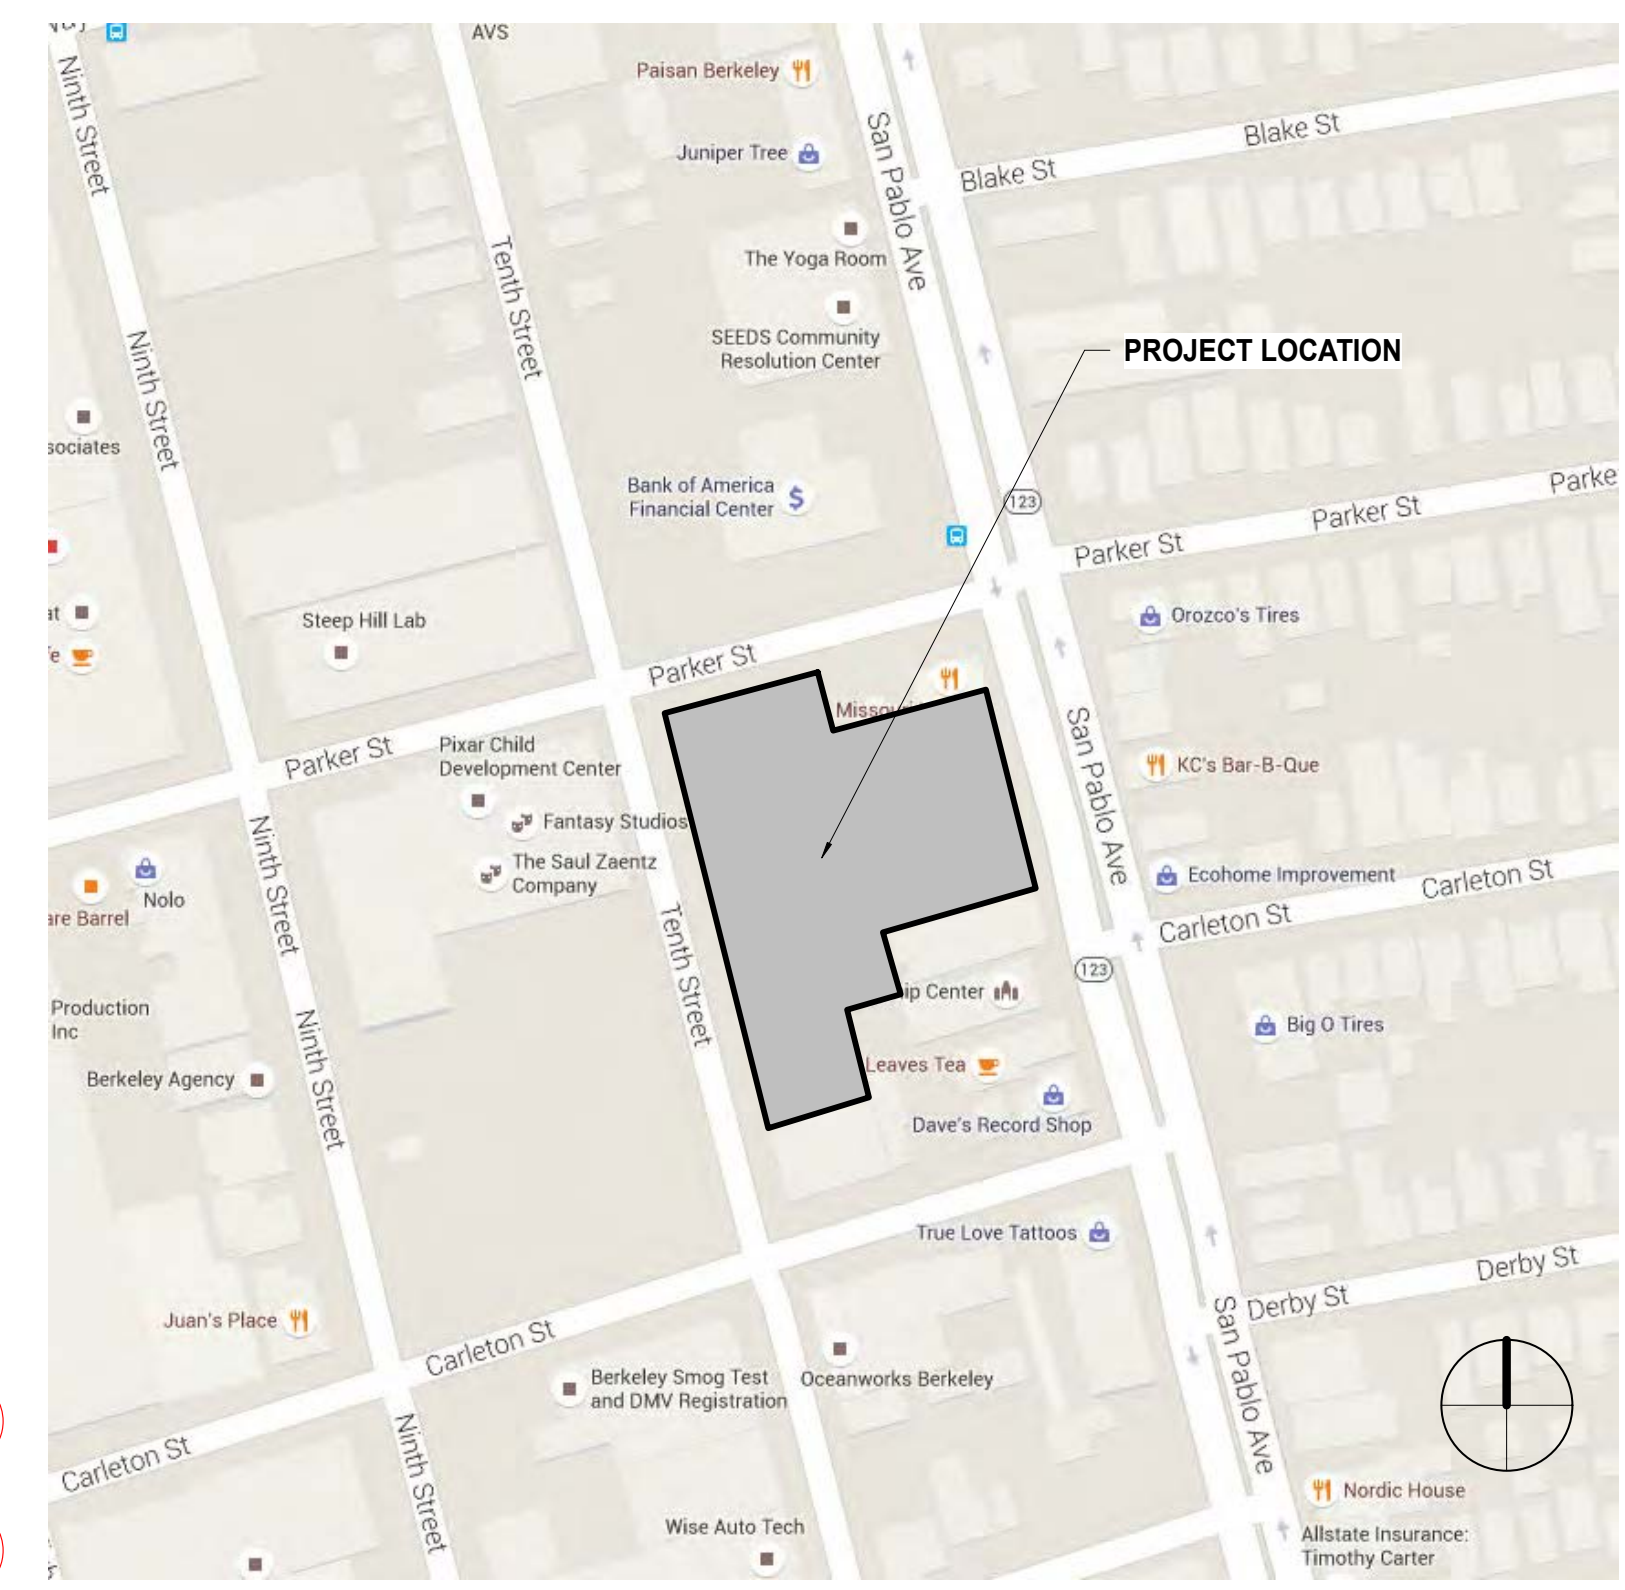 AVS
Paisan Berkeley
Ninth Street
Juniper Tree
San Pablo Ave
Blake St
Blake St
The Yoga Room
Tenth Street
SEEDS Community
Resolution Center
PROJECT LOCATION
Ninth Street
sociates
Bank of America
Financial Center
123
Parke
Parker St
Parker St
at
Steep Hill Lab
Orozco's Tires
Parker St
Missour
Parker St
Pixar Child
Development Center
San Pablo Ave
KC's Bar-B-Que
Fantasy Studios
The Saul Zaentz
Company
Ninth Street
Nolo
are Barrel
Ecohome Improvement
Carleton St
Carleton St
Tenth Street
123
ip Center
Production
Inc
Big O Tires
Ninth Street
Berkeley Agency
Leaves Tea
Dave's Record Shop
True Love Tattoos
Derby St
Derby St
Juan's Place
Carleton St
San Pablo Ave
Berkeley Smog Test
and DMV Registration
Oceanworks Berkeley
Carleton St
Ninth Street
Nordic House
Wise Auto Tech
Allstate Insurance:
Timothy Carter